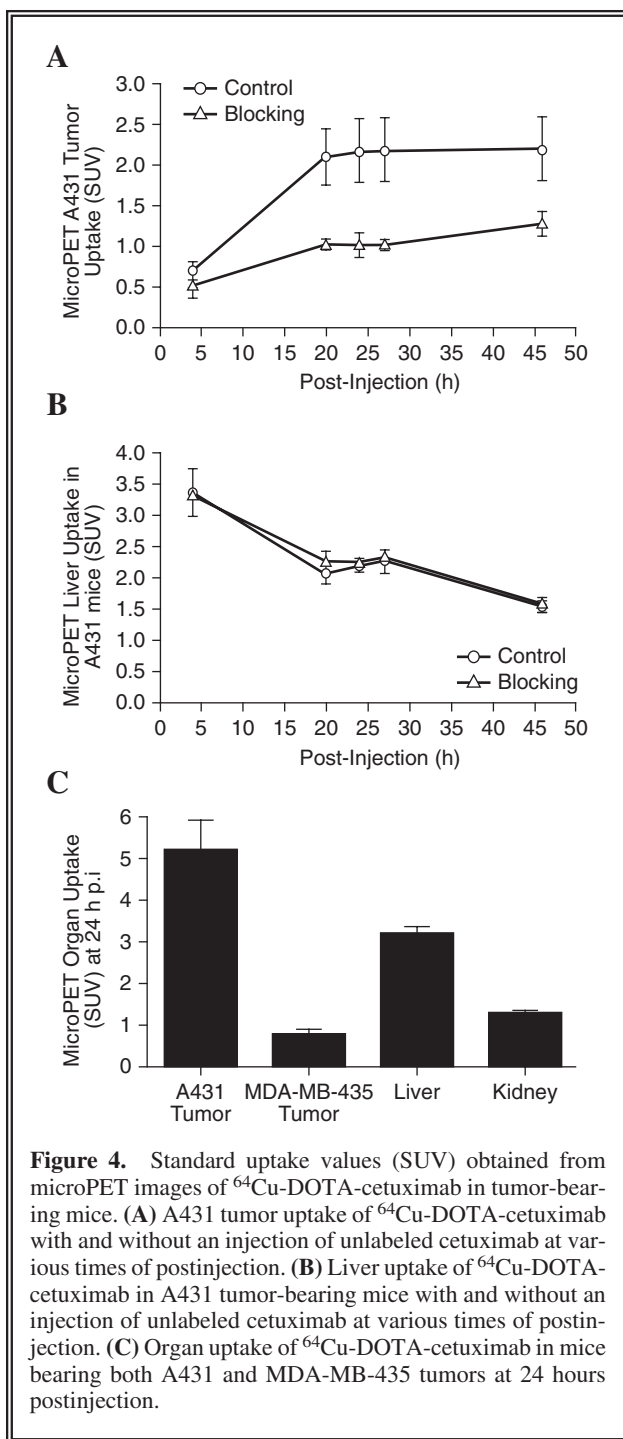 A
MicroPET A431 Tumor
Uptake (SUV)
3.0
2.5
2.0
1.5
1.0
0.5
0.0
Control
Blocking
0 5 10 15 20 25 30 35 40 45 50
Post-Injection (h)
B
MicroPET Liver Uptake in
A431 mice (SUV)
4.0
3.5
3.0
2.5
2.0
1.5
1.0
0.5
0.0
Control
Blocking
0 5 10 15 20 25 30 35 40 45 50
Post-Injection (h)
C
MicroPET Organ Uptake
(SUV) at 24 h p.i
6
5
4
3
2
1
0
A431 MDA-MB-435 Liver Kidney
Tumor Tumor
Figure 4. Standard uptake values (SUV) obtained from
microPET images of ⁶⁴Cu-DOTA-cetuximab in tumor-bear-
ing mice. (A) A431 tumor uptake of ⁶⁴Cu-DOTA-cetuximab
with and without an injection of unlabeled cetuximab at var-
ious times of postinjection. (B) Liver uptake of ⁶⁴Cu-DOTA-
cetuximab in A431 tumor-bearing mice with and without an
injection of unlabeled cetuximab at various times of postin-
jection. (C) Organ uptake of ⁶⁴Cu-DOTA-cetuximab in mice
bearing both A431 and MDA-MB-435 tumors at 24 hours
postinjection.